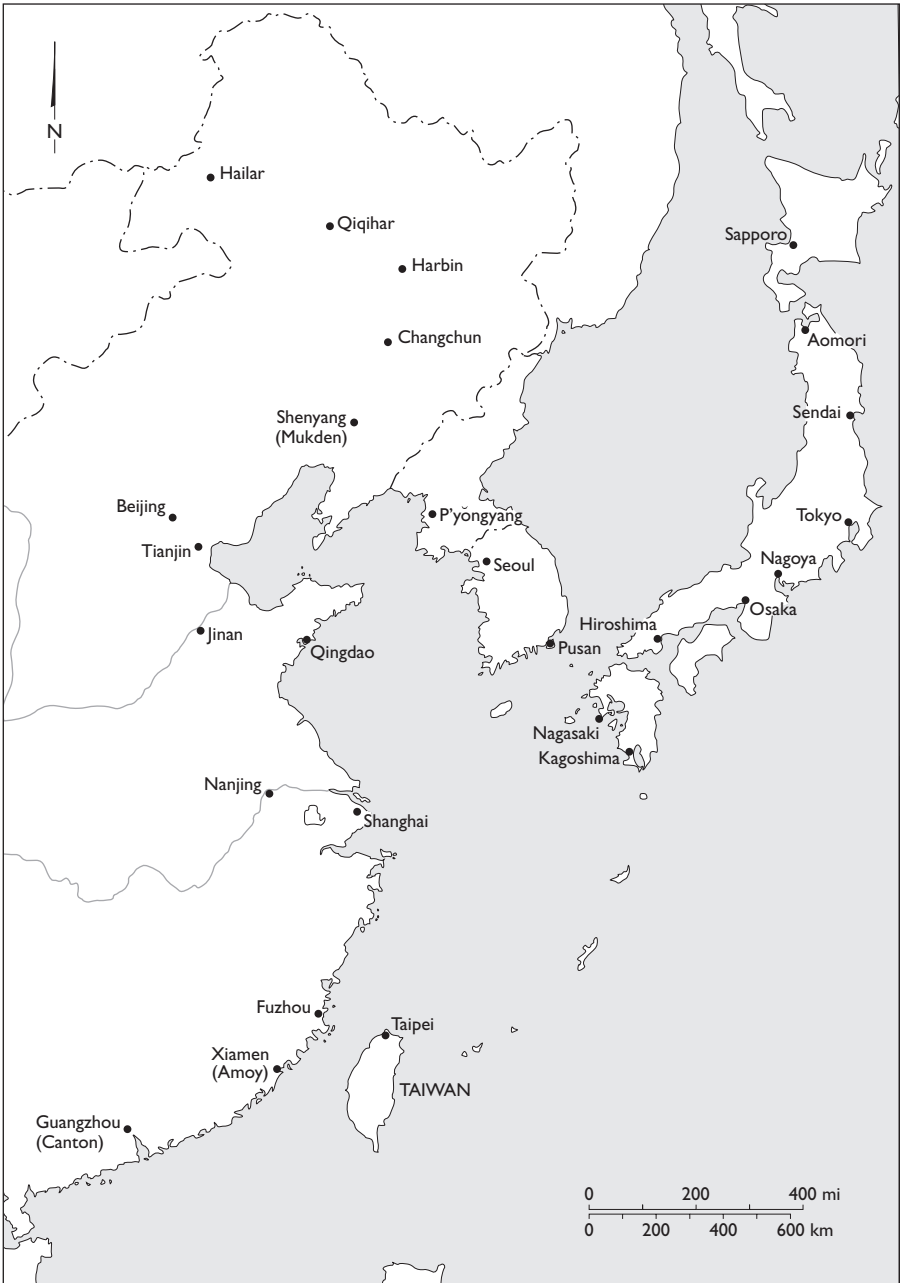 N
Hailar
Qiqihar
Sapporo
Harbin
Changchun
Aomori
Shenyang
(Mukden)
Sendai
Beijing
P'yongyang
Tokyo
Tianjin
Seoul
Nagoya
Osaka
Hiroshima
Jinan
Qingdao
Pusan
Nagasaki
Kagoshima
Nanjing
Shanghai
Fuzhou
Taipei
Xiamen
(Amoy)
TAIWAN
Guangzhou
(Canton)
0 200 400 mi
0 200 400 600 km